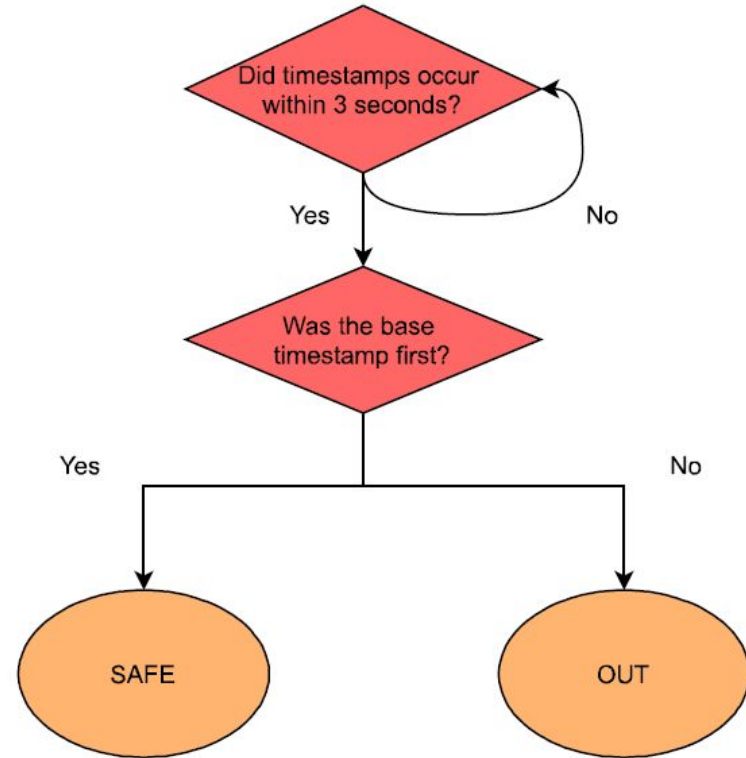 Did timestamps occur
within 3 seconds?
Yes
No
Was the base
timestamp first?
Yes
No
SAFE
OUT